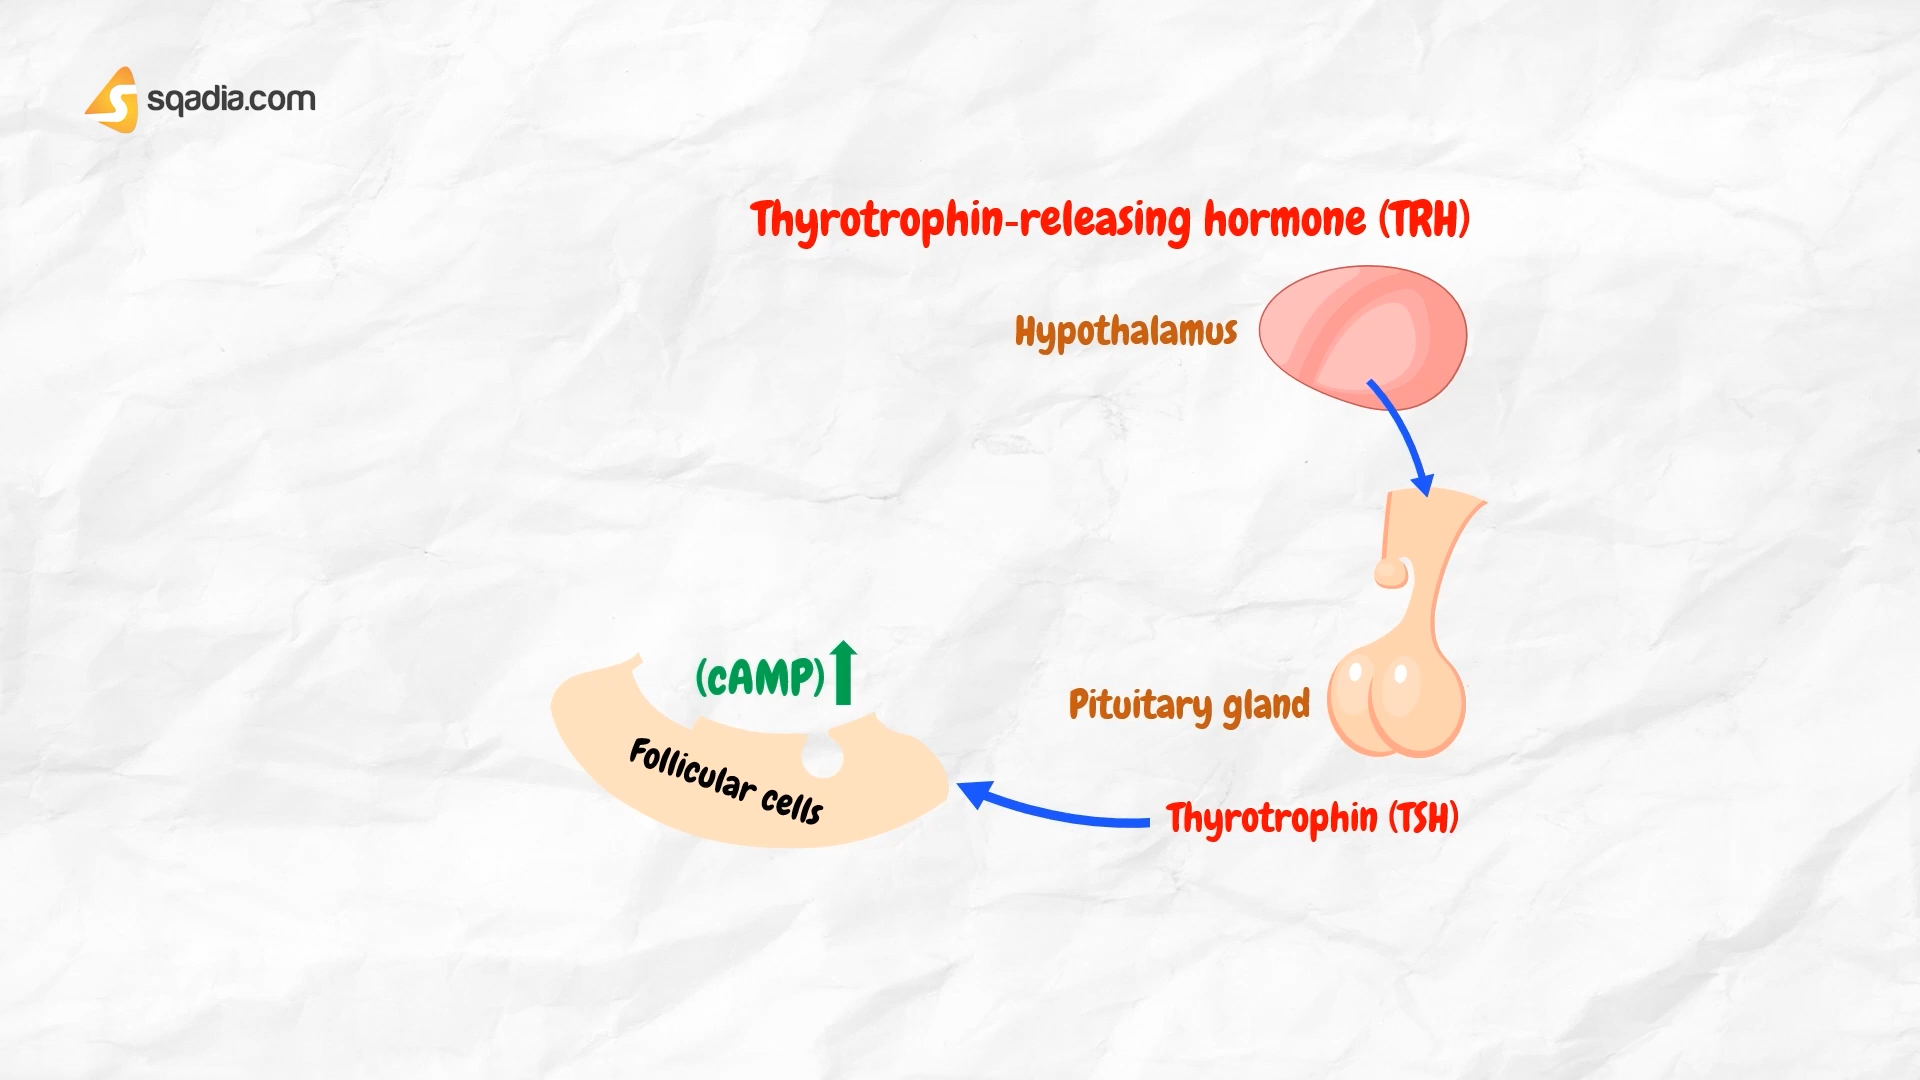 sqadia.com
Thyrotrophin-releasing hormone (TRH)
Hypothalamus
(cAMP)
Pituitary gland
Follicular cells
Thyrotrophin (TSH)